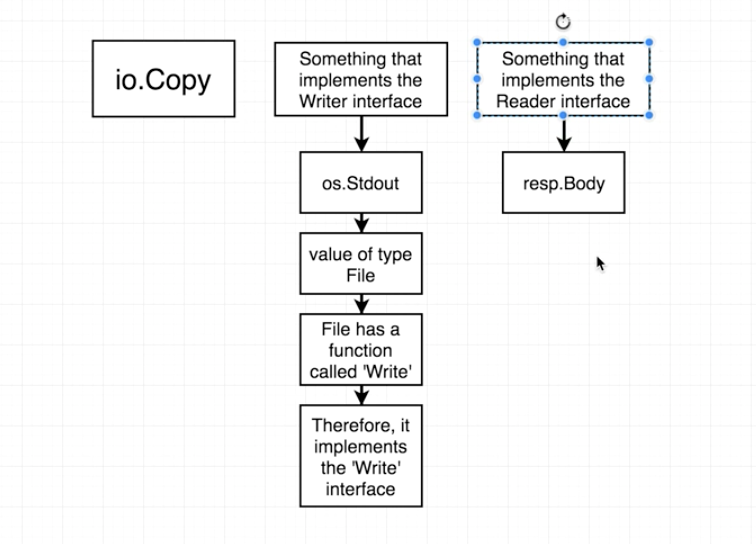 io.Copy
Something that
implements the
Writer interface
Something that
implements the
Reader interface
os.Stdout
resp.Body
value of type
File
File has a
function
called 'Write'
Therefore, it
implements
the 'Write'
interface